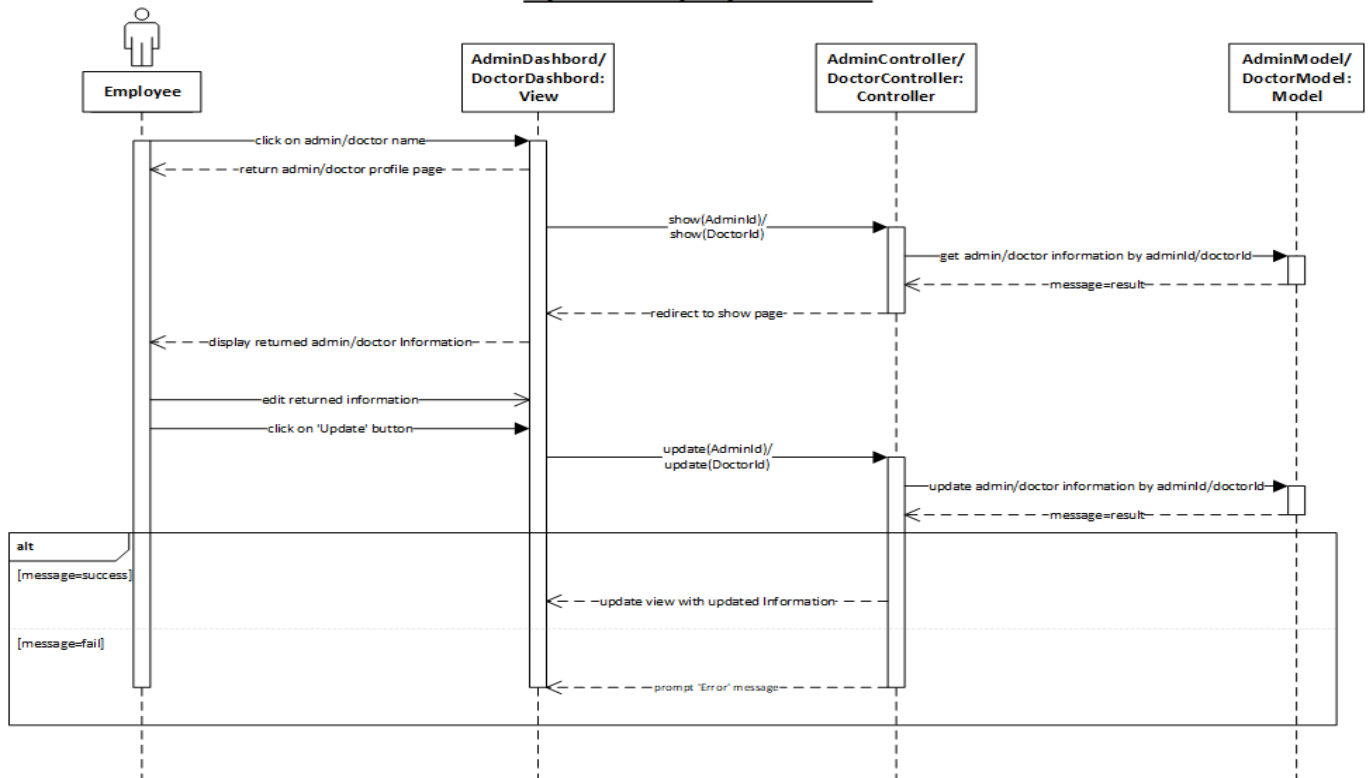 Employee
AdminDashbord/
DoctorDashbord:
View
AdminController/
DoctorController:
Controller
AdminModel/
DoctorModel:
Model
click on admin/doctor name
return admin/doctor profile page
show(AdminId)/
show(DoctorId)
get admin/doctor information by adminId/doctorId
message=result
redirect to show page
display returned admin/doctor Information
edit returned information
click on 'Update' button
update(AdminId)/
update(DoctorId)
update admin/doctor information by adminId/doctorId
message=result
alt
[message=success]
update view with updated Information
[message=fail]
prompt 'Error' message